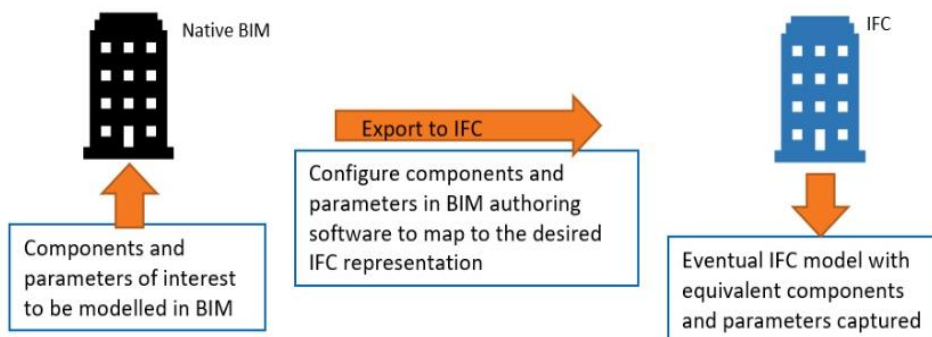 Native BIM
IFC
Export to IFC
Configure components and
parameters in BIM authoring
software to map to the desired
IFC representation
Components and
parameters of interest
to be modelled in BIM
Eventual IFC model with
equivalent components
and parameters captured